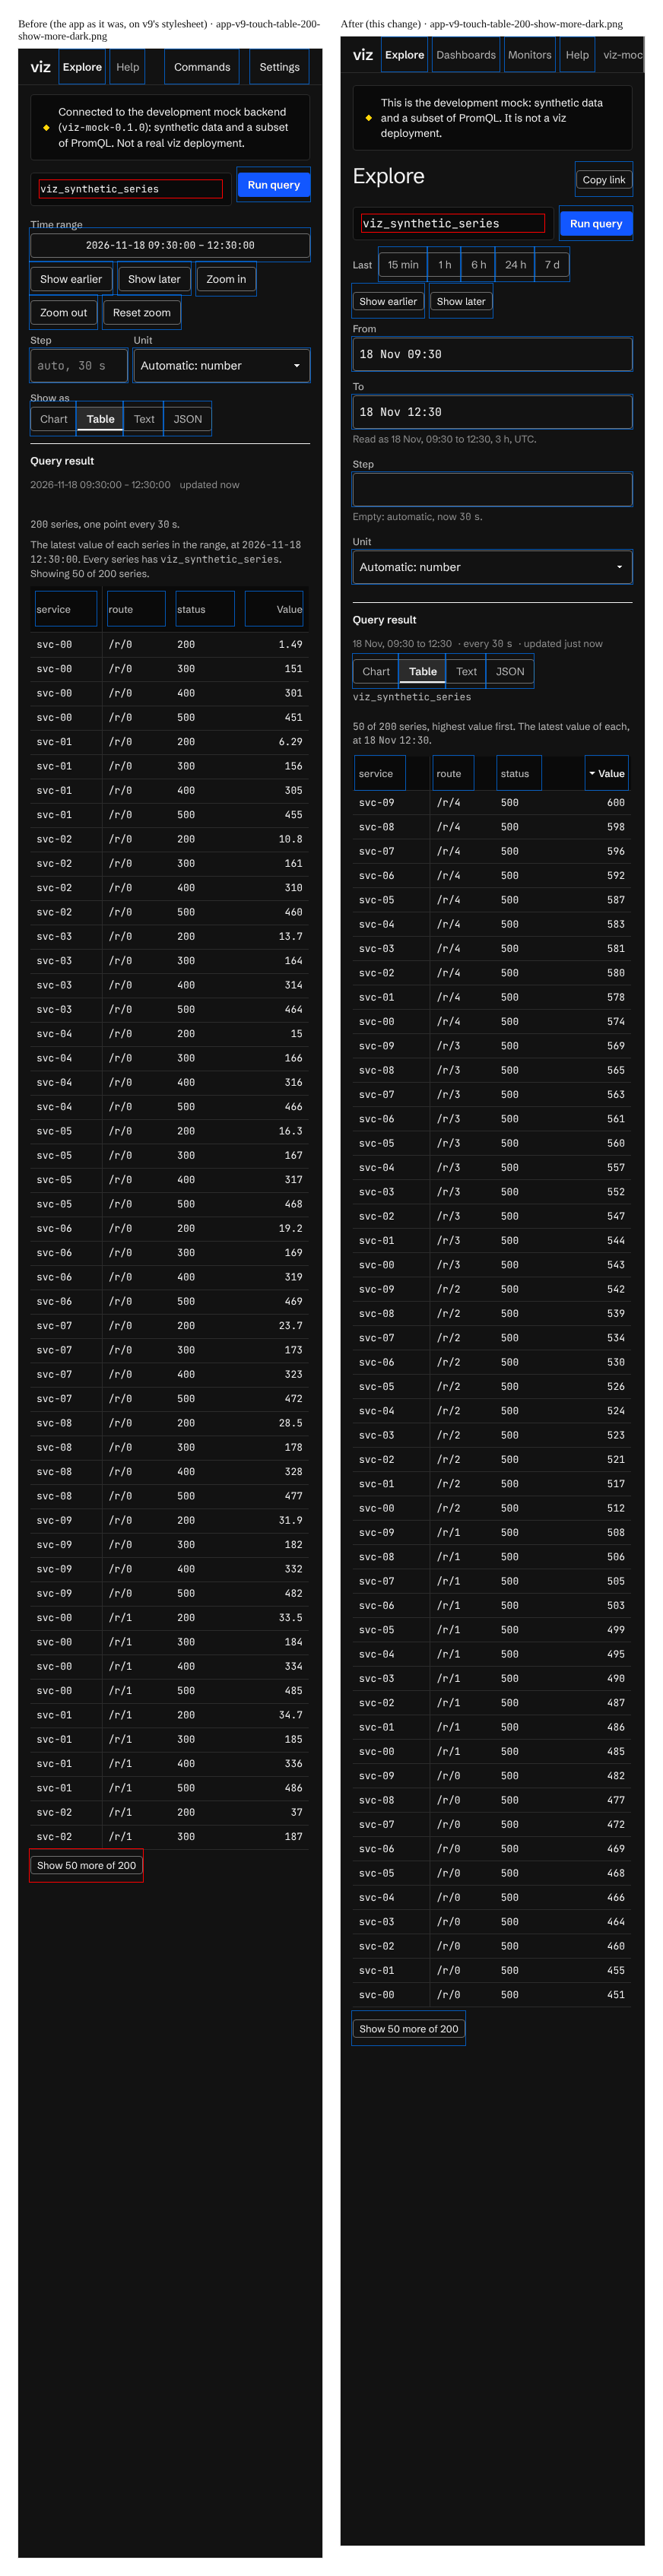 Before (the app as it was, on v9's stylesheet) · app-v9-touch-table-200-
show-more-dark.png
viz
Explore
Help
Commands
Settings
Connected to the development mock backend
(viz-mock-0.1.0): synthetic data and a subset
of PromQL. Not a real viz deployment.
viz_synthetic_series
Run query
Time range
2026-11-18 09:30:00 – 12:30:00
Show earlier
Show later
Zoom in
Zoom out
Reset zoom
Step
Unit
auto, 30 s
Automatic: number
Show as
Chart
Table
Text
JSON
Query result
2026-11-18 09:30:00 – 12:30:00 updated now
200 series, one point every 30 s.
The latest value of each series in the range, at 2026-11-18
12:30:00. Every series has viz_synthetic_series.
Showing 50 of 200 series.
service route status Value
svc-00 /r/0 200 1.49
svc-00 /r/0 300 151
svc-00 /r/0 400 301
svc-00 /r/0 500 451
svc-01 /r/0 200 6.29
svc-01 /r/0 300 156
svc-01 /r/0 400 305
svc-01 /r/0 500 455
svc-02 /r/0 200 10.8
svc-02 /r/0 300 161
svc-02 /r/0 400 310
svc-02 /r/0 500 460
svc-03 /r/0 200 13.7
svc-03 /r/0 300 164
svc-03 /r/0 400 314
svc-03 /r/0 500 464
svc-04 /r/0 200 15
svc-04 /r/0 300 166
svc-04 /r/0 400 316
svc-04 /r/0 500 466
svc-05 /r/0 200 16.3
svc-05 /r/0 300 167
svc-05 /r/0 400 317
svc-05 /r/0 500 468
svc-06 /r/0 200 19.2
svc-06 /r/0 300 169
svc-06 /r/0 400 319
svc-06 /r/0 500 469
svc-07 /r/0 200 23.7
svc-07 /r/0 300 173
svc-07 /r/0 400 323
svc-07 /r/0 500 472
svc-08 /r/0 200 28.5
svc-08 /r/0 300 178
svc-08 /r/0 400 328
svc-08 /r/0 500 477
svc-09 /r/0 200 31.9
svc-09 /r/0 300 182
svc-09 /r/0 400 332
svc-09 /r/0 500 482
svc-00 /r/1 200 33.5
svc-00 /r/1 300 184
svc-00 /r/1 400 334
svc-00 /r/1 500 485
svc-01 /r/1 200 34.7
svc-01 /r/1 300 185
svc-01 /r/1 400 336
svc-01 /r/1 500 486
svc-02 /r/1 200 37
svc-02 /r/1 300 187
Show 50 more of 200
After (this change) · app-v9-touch-table-200-show-more-dark.png
viz
Explore
Dashboards
Monitors
Help
viz-moc
This is the development mock: synthetic data
and a subset of PromQL. It is not a viz
deployment.
Explore
Copy link
viz_synthetic_series
Run query
Last
15 min
1 h
6 h
24 h
7 d
Show earlier
Show later
From
18 Nov 09:30
To
18 Nov 12:30
Read as 18 Nov, 09:30 to 12:30, 3 h, UTC.
Step
Empty: automatic, now 30 s.
Unit
Automatic: number
Query result
18 Nov, 09:30 to 12:30 · every 30 s · updated just now
Chart
Table
Text
JSON
viz_synthetic_series
50 of 200 series, highest value first. The latest value of each,
at 18 Nov 12:30.
service route status Value
svc-09 /r/4 500 600
svc-08 /r/4 500 598
svc-07 /r/4 500 596
svc-06 /r/4 500 592
svc-05 /r/4 500 587
svc-04 /r/4 500 583
svc-03 /r/4 500 581
svc-02 /r/4 500 580
svc-01 /r/4 500 578
svc-00 /r/4 500 574
svc-09 /r/3 500 569
svc-08 /r/3 500 565
svc-07 /r/3 500 563
svc-06 /r/3 500 561
svc-05 /r/3 500 560
svc-04 /r/3 500 557
svc-03 /r/3 500 552
svc-02 /r/3 500 547
svc-01 /r/3 500 544
svc-00 /r/3 500 543
svc-09 /r/2 500 542
svc-08 /r/2 500 539
svc-07 /r/2 500 534
svc-06 /r/2 500 530
svc-05 /r/2 500 526
svc-04 /r/2 500 524
svc-03 /r/2 500 523
svc-02 /r/2 500 521
svc-01 /r/2 500 517
svc-00 /r/2 500 512
svc-09 /r/1 500 508
svc-08 /r/1 500 506
svc-07 /r/1 500 505
svc-06 /r/1 500 503
svc-05 /r/1 500 499
svc-04 /r/1 500 495
svc-03 /r/1 500 490
svc-02 /r/1 500 487
svc-01 /r/1 500 486
svc-00 /r/1 500 485
svc-09 /r/0 500 482
svc-08 /r/0 500 477
svc-07 /r/0 500 472
svc-06 /r/0 500 469
svc-05 /r/0 500 468
svc-04 /r/0 500 466
svc-03 /r/0 500 464
svc-02 /r/0 500 460
svc-01 /r/0 500 455
svc-00 /r/0 500 451
Show 50 more of 200